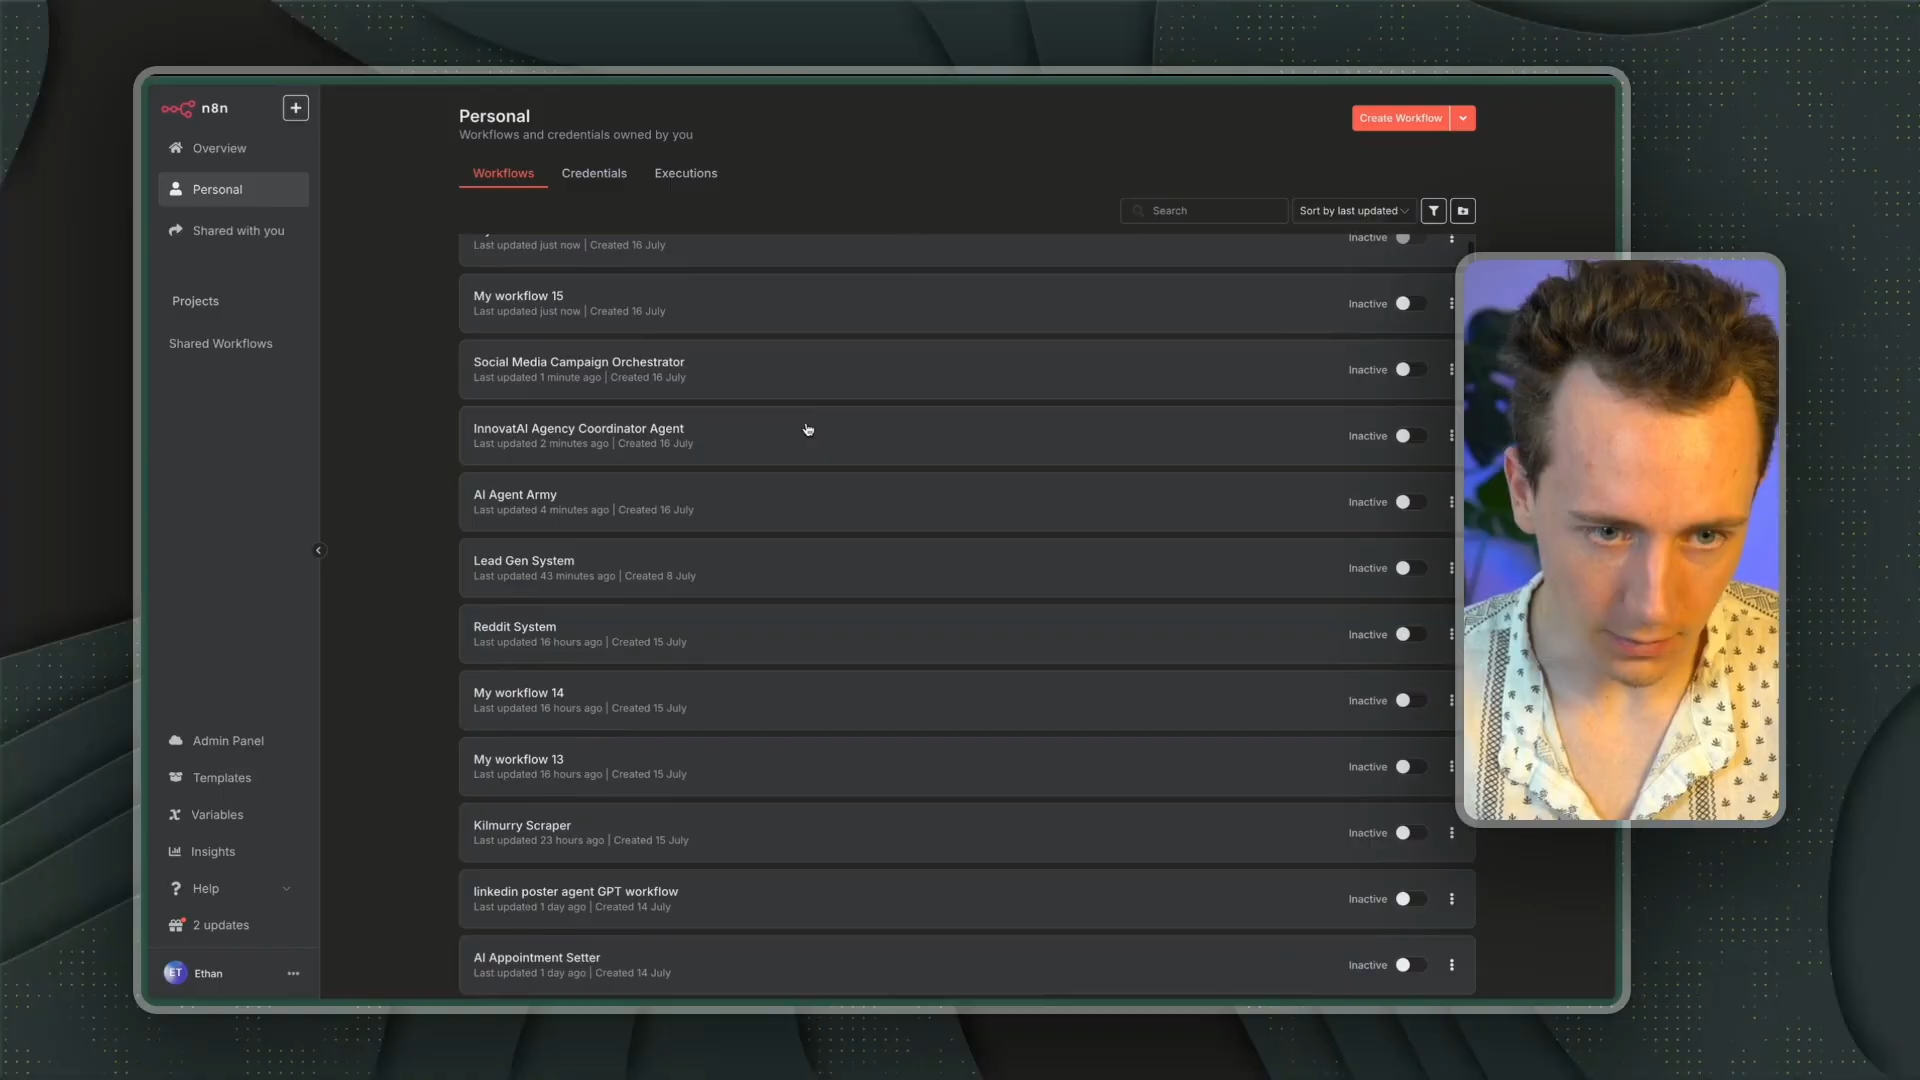 n8n
Overview
Personal
Shared with you
Projects
Shared Workflows
Admin Panel
Templates
Variables
Insights
Help
2 updates
ET
Ethan
Personal
Workflows and credentials owned by you
Create Workflow
Workflows Credentials Executions
Search
Sort by last updated
Last updated just now | Created 16 July
Inactive
My workflow 15
Last updated just now | Created 16 July
Inactive
Social Media Campaign Orchestrator
Last updated 1 minute ago | Created 16 July
Inactive
InnovatAI Agency Coordinator Agent
Last updated 2 minutes ago | Created 16 July
Inactive
AI Agent Army
Last updated 4 minutes ago | Created 16 July
Inactive
Lead Gen System
Last updated 43 minutes ago | Created 8 July
Inactive
Reddit System
Last updated 16 hours ago | Created 15 July
Inactive
My workflow 14
Last updated 16 hours ago | Created 15 July
Inactive
My workflow 13
Last updated 16 hours ago | Created 15 July
Inactive
Kilmurry Scraper
Last updated 23 hours ago | Created 15 July
Inactive
linkedin poster agent GPT workflow
Last updated 1 day ago | Created 14 July
Inactive
AI Appointment Setter
Last updated 1 day ago | Created 14 July
Inactive